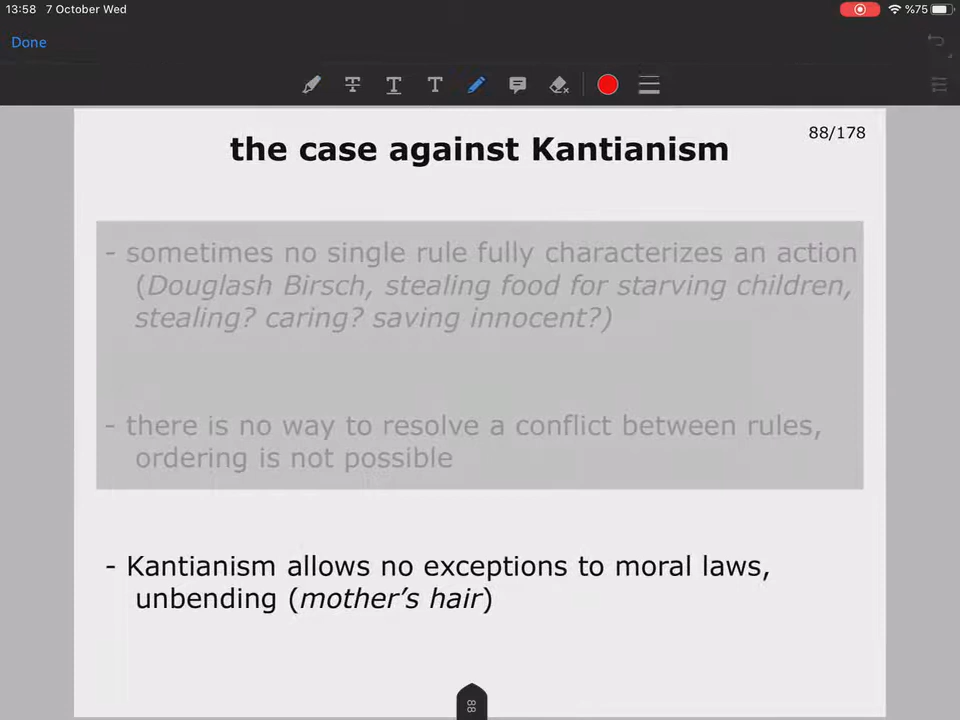 13:58 7 October Wed %75
Done
T T T
88/178
the case against Kantianism
- sometimes no single rule fully characterizes an action
(Douglash Birsch, stealing food for starving children,
stealing? caring? saving innocent?)
- there is no way to resolve a conflict between rules,
ordering is not possible
- Kantianism allows no exceptions to moral laws,
unbending (mother’s hair)
88